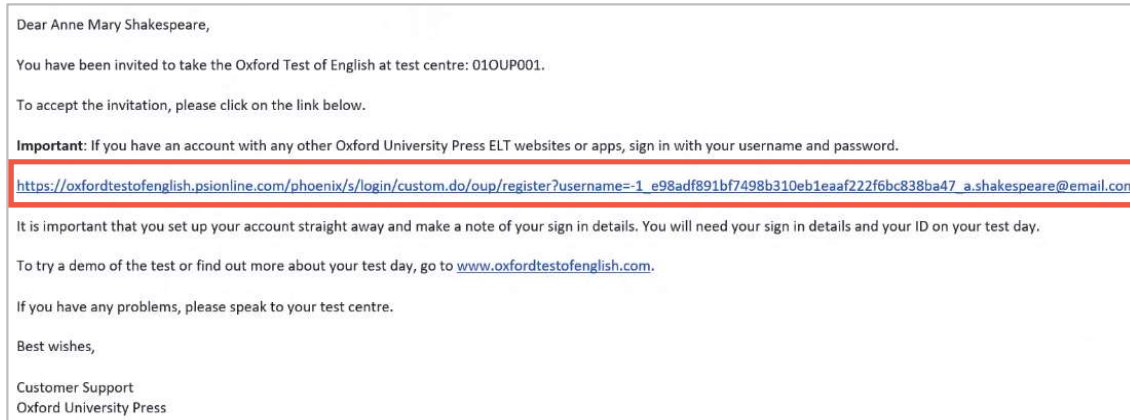 Dear Anne Mary Shakespeare,
You have been invited to take the Oxford Test of English at test centre: 01OUP001.
To accept the invitation, please click on the link below.
Important: If you have an account with any other Oxford University Press ELT websites or apps, sign in with your username and password.
https://oxfordtestofenglish.psionline.com/phoenix/s/login/custom.do/oup/register?username=-1_e98adf891bf7498b310eb1eaaf222f6bc838ba47_a.shakespeare@email.com
It is important that you set up your account straight away and make a note of your sign in details. You will need your sign in details and your ID on your test day.
To try a demo of the test or find out more about your test day, go to www.oxfordtestofenglish.com.
If you have any problems, please speak to your test centre.
Best wishes,
Customer Support
Oxford University Press